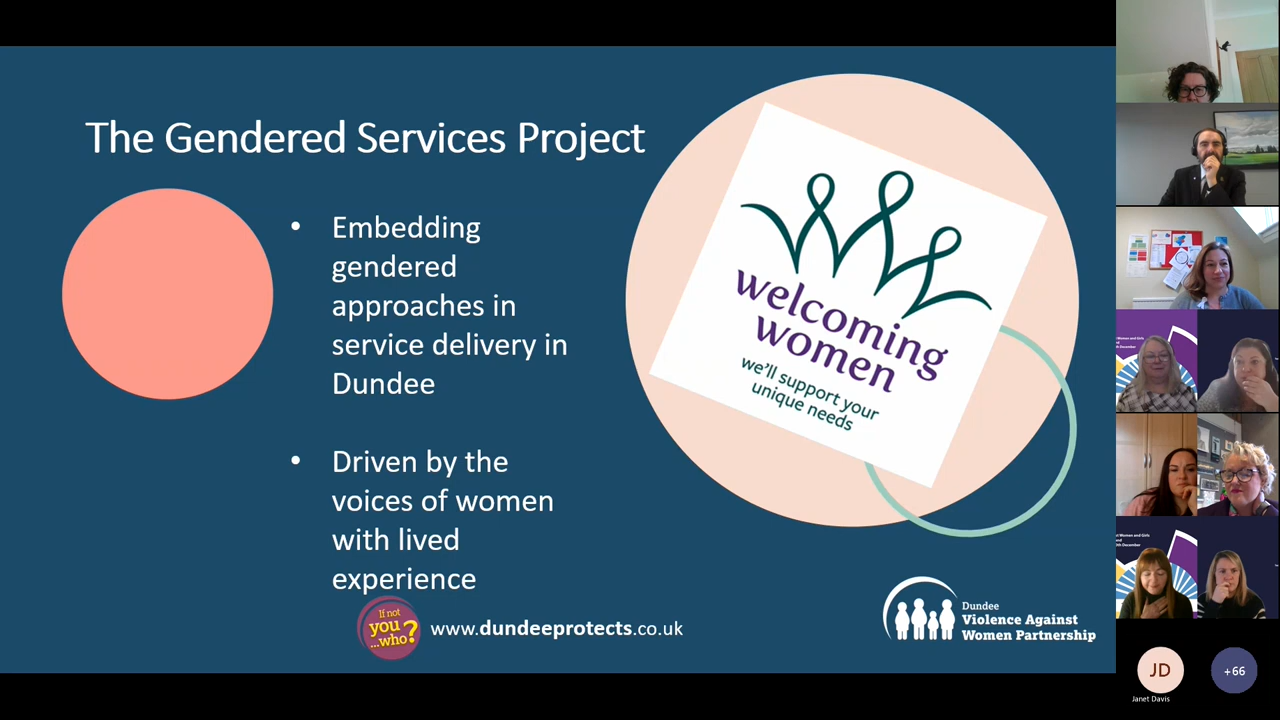 The Gendered Services Project
• Embedding
gendered
approaches in
service delivery in
Dundee
• Driven by the
voices of women
with lived
experience
welcoming
women
we'll support your
unique needs
If not
you
...who?
www.dundeeprotects.co.uk
Dundee
Violence Against
Women Partnership
JD
Janet Davis
+66